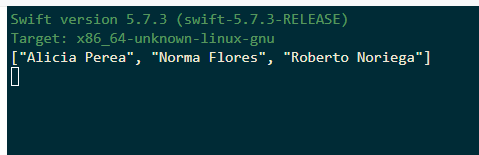 Swift version 5.7.3 (swift-5.7.3-RELEASE)
Target: x86_64-unknown-linux-gnu
["Alicia Perea", "Norma Flores", "Roberto Noriega"]